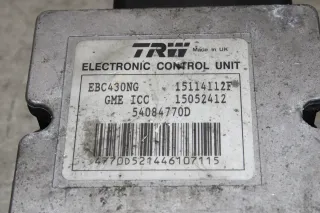 TRW Made in UK
ELECTRONIC CONTROL UNIT
EBC430NG 15114112F
GME ICC 15052412
54084770D
4770D521446107115